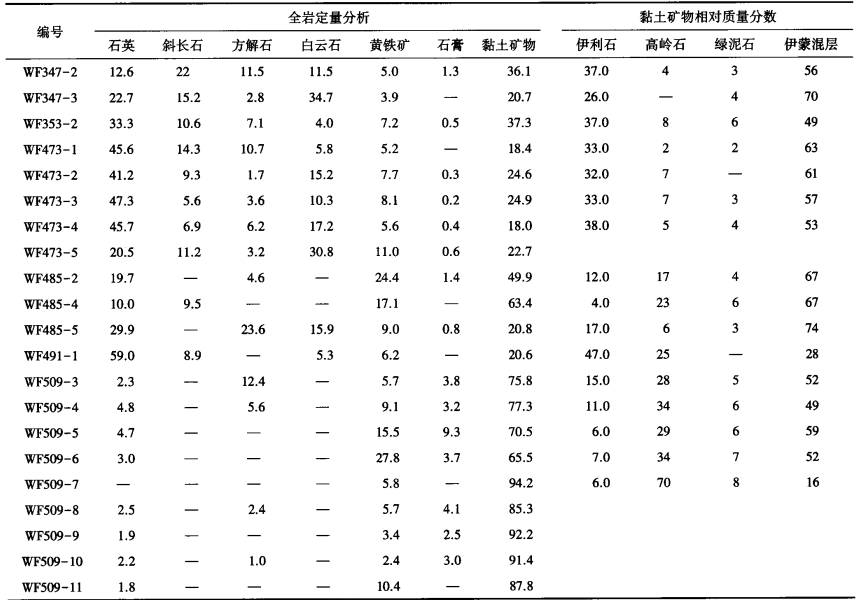 编号 全岩定量分析 黏土矿物相对质量分数
石英 斜长石 方解石 白云石 黄铁矿 石膏 黏土矿物 伊利石 高岭石 绿泥石 伊蒙混层
WF347-2 12.6 22 11.5 11.5 5.0 1.3 36.1 37.0 4 3 56
WF347-3 22.7 15.2 2.8 34.7 3.9 — 20.7 26.0 — 4 70
WF353-2 33.3 10.6 7.1 4.0 7.2 0.5 37.3 37.0 8 6 49
WF473-1 45.6 14.3 10.7 5.8 5.2 — 18.4 33.0 2 2 63
WF473-2 41.2 9.3 1.7 15.2 7.7 0.3 24.6 32.0 7 — 61
WF473-3 47.3 5.6 3.6 10.3 8.1 0.2 24.9 33.0 7 3 57
WF473-4 45.7 6.9 6.2 17.2 5.6 0.4 18.0 38.0 5 4 53
WF473-5 20.5 11.2 3.2 30.8 11.0 0.6 22.7
WF485-2 19.7 — 4.6 — 24.4 1.4 49.9 12.0 17 4 67
WF485-4 10.0 9.5 — — 17.1 — 63.4 4.0 23 6 67
WF485-5 29.9 — 23.6 15.9 9.0 0.8 20.8 17.0 6 3 74
WF491-1 59.0 8.9 — 5.3 6.2 — 20.6 47.0 25 — 28
WF509-3 2.3 — 12.4 — 5.7 3.8 75.8 15.0 28 5 52
WF509-4 4.8 — 5.6 — 9.1 3.2 77.3 11.0 34 6 49
WF509-5 4.7 — — — 15.5 9.3 70.5 6.0 29 6 59
WF509-6 3.0 — — — 27.8 3.7 65.5 7.0 34 7 52
WF509-7 — — — — 5.8 — 94.2 6.0 70 8 16
WF509-8 2.5 — 2.4 — 5.7 4.1 85.3
WF509-9 1.9 — — — 3.4 2.5 92.2
WF509-10 2.2 — 1.0 — 2.4 3.0 91.4
WF509-11 1.8 — — — 10.4 — 87.8